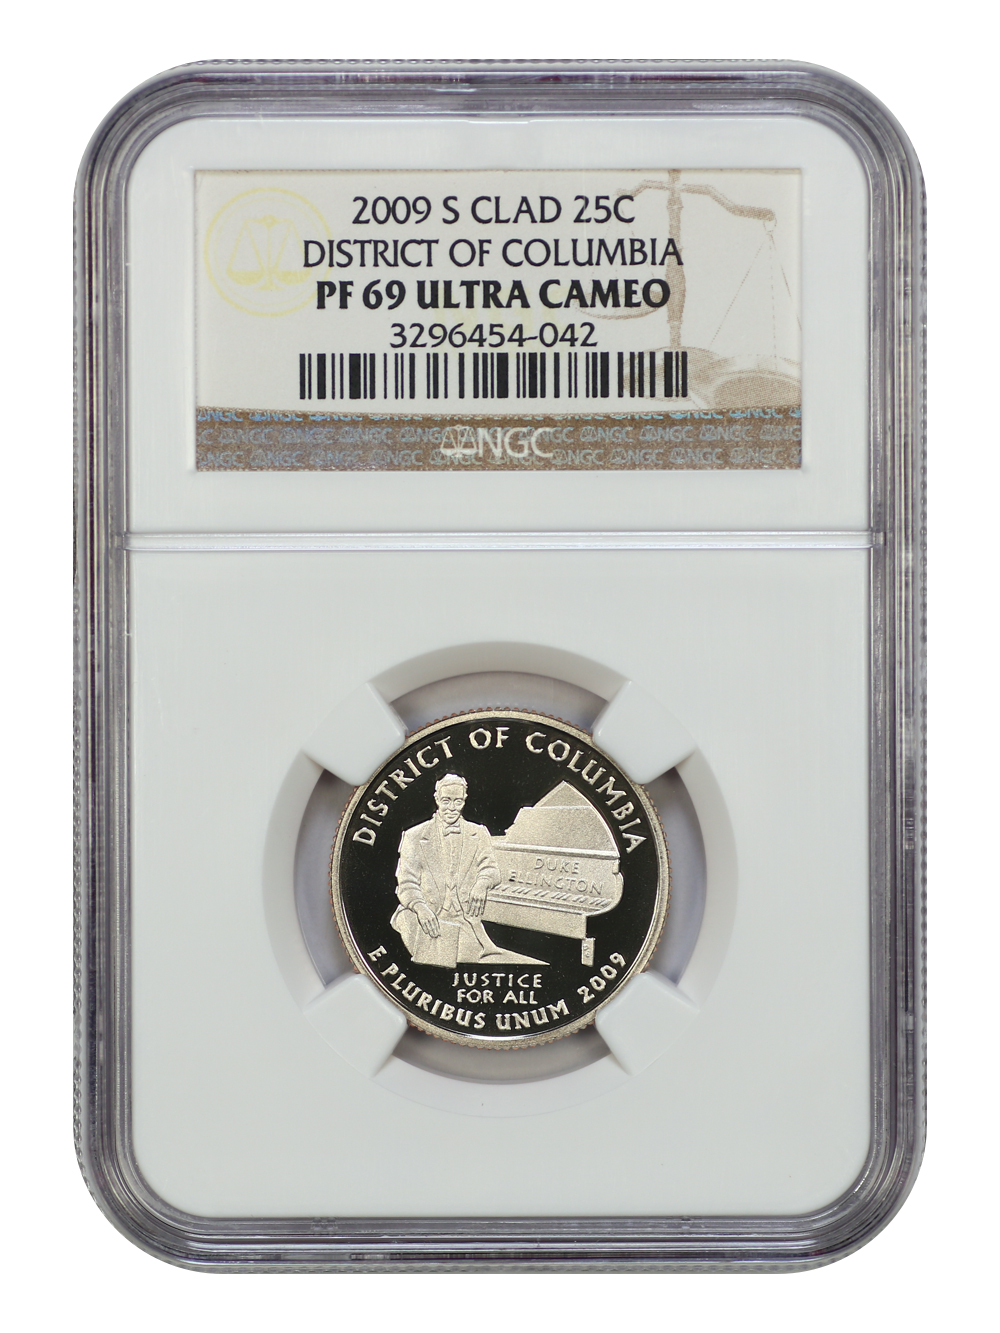 2009 S CLAD 25C
DISTRICT OF COLUMBIA
PF 69 ULTRA CAMEO
3296454-042
NGC
DISTRICT OF COLUMBIA
DUKE
ELLINGTON
JUSTICE
FOR ALL
E PLURIBUS UNUM 2009